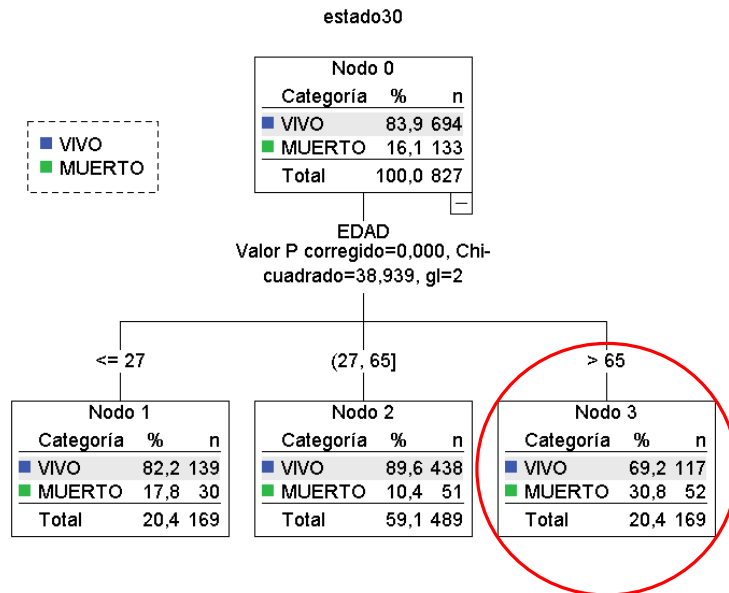 estado30
Nodo 0
Categoría % n
VIVO 83,9 694
MUERTO 16,1 133
Total 100,0 827
VIVO
MUERTO
EDAD
Valor P corregido=0,000, Chi-
cuadrado=38,939, gl=2
<= 27
(27, 65]
> 65
Nodo 1
Categoría % n
VIVO 82,2 139
MUERTO 17,8 30
Total 20,4 169
Nodo 2
Categoría % n
VIVO 89,6 438
MUERTO 10,4 51
Total 59,1 489
Nodo 3
Categoría % n
VIVO 69,2 117
MUERTO 30,8 52
Total 20,4 169